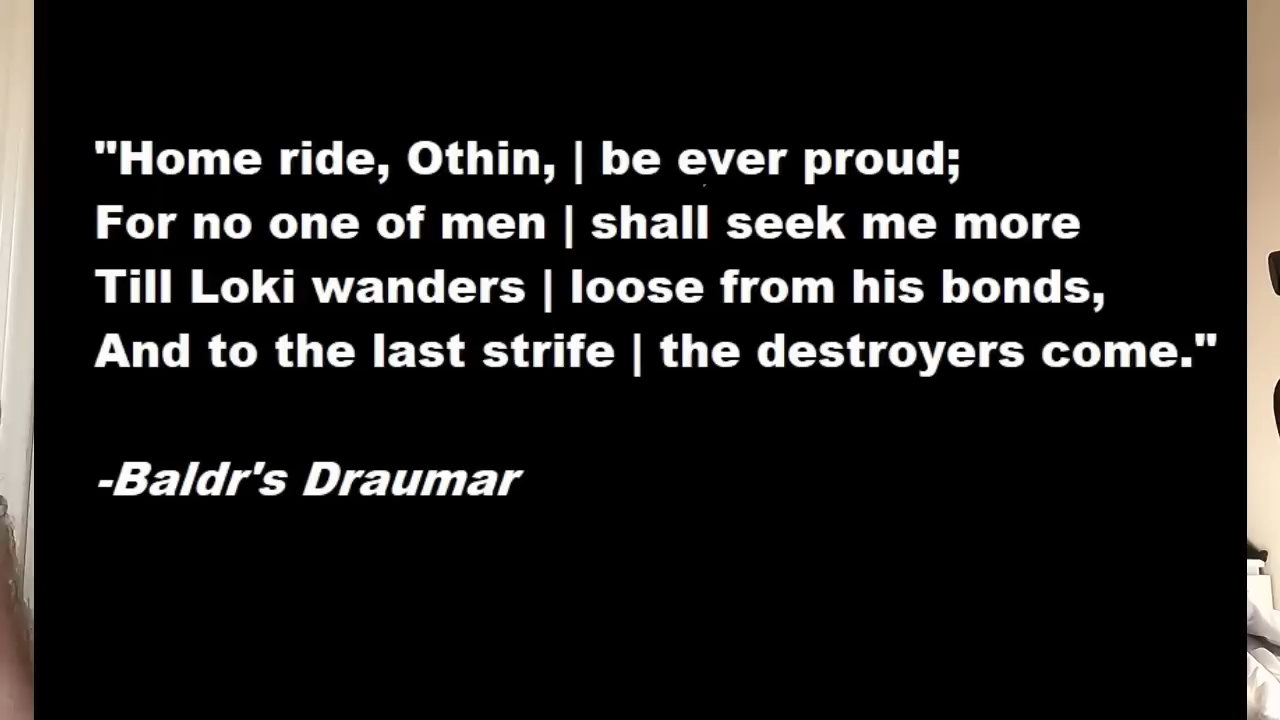 "Home ride, Othin, | be ever proud;
For no one of men | shall seek me more
Till Loki wanders | loose from his bonds,
And to the last strife | the destroyers come."
-Baldr's Draumar